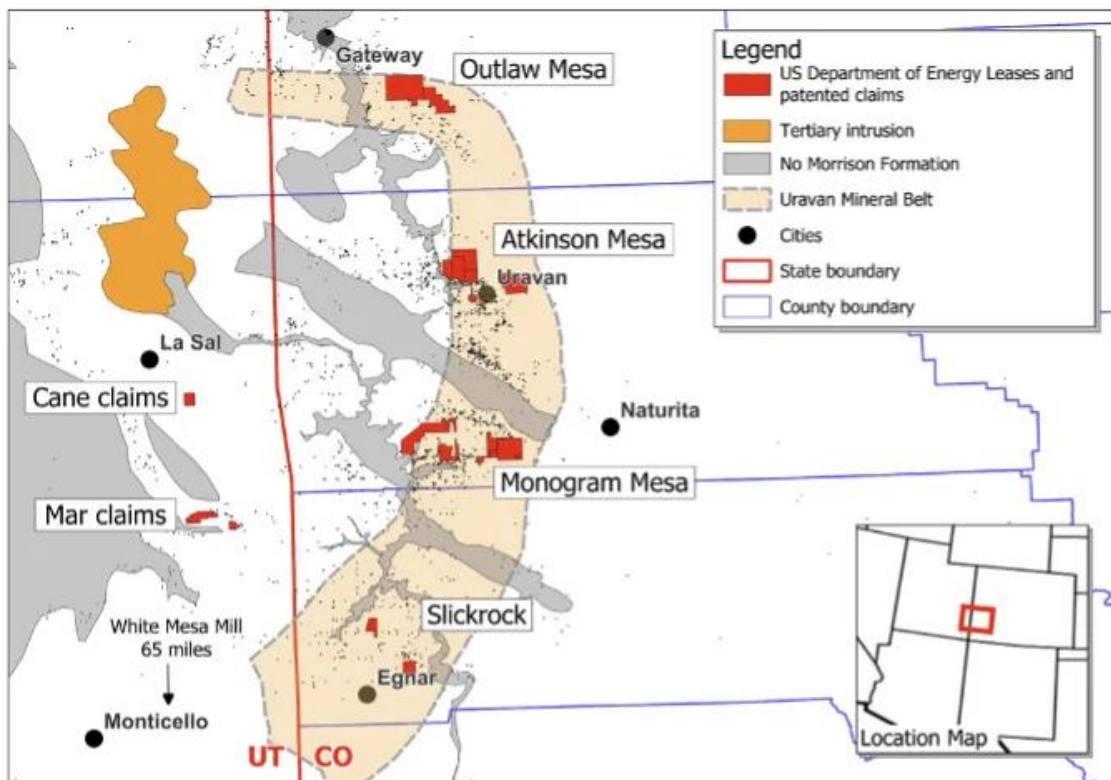 Gateway
Outlaw Mesa
Legend
US Department of Energy Leases and
patented claims
Tertiary intrusion
No Morrison Formation
Uravan Mineral Belt
Cities
State boundary
County boundary
Atkinson Mesa
Uravan
La Sal
Cane claims
Naturita
Monogram Mesa
Mar claims
Slickrock
White Mesa Mill
65 miles
Egnar
Monticello
UT CO
Location Map